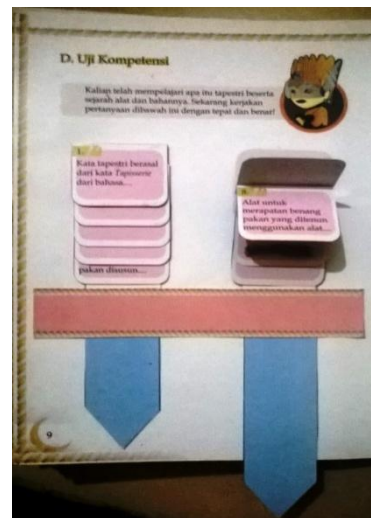 D. Uji Kompetensi
Kalian telah mempelajari apa itu tapestri beserta
sejarah alat dan bahannya. Sekarang kerjakan
pertanyaan dibawah ini dengan tepat dan benar!
1.
Kata tapestri berasal
dari kata Tapisserie
dari bahasa....
pakan disusun....
Alat untuk
merapatan benang
pakan yang ditenun
menggunakan alat....
9